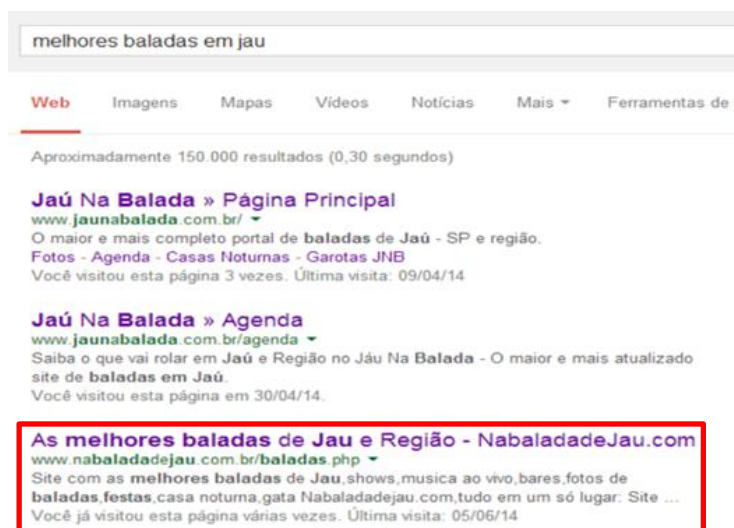 melhores baladas em jau
Web Imagens Mapas Vídeos Notícias Mais Ferramentas de
Aproximadamente 150.000 resultados (0,30 segundos)
Jaú Na Balada » Página Principal
www.jaunabalada.com.br/
O maior e mais completo portal de baladas de Jaú - SP e região.
Fotos - Agenda - Casas Noturnas - Garotas JNB
Você visitou esta página 3 vezes. Última visita: 09/04/14
Jaú Na Balada » Agenda
www.jaunabalada.com.br/agenda
Saiba o que vai rolar em Jaú e Região no Jáu Na Balada - O maior e mais atualizado
site de baladas em Jaú.
Você visitou esta página em 30/04/14.
As melhores baladas de Jau e Região - NabaladadeJau.com
www.nabaladadejau.com.br/baladas.php
Site com as melhores baladas de Jau,shows,musica ao vivo,bares,fotos de
baladas,festas,casa noturna,gata Nabaladadejau.com,tudo em um só lugar: Site ...
Você já visitou esta página várias vezes. Última visita: 05/06/14